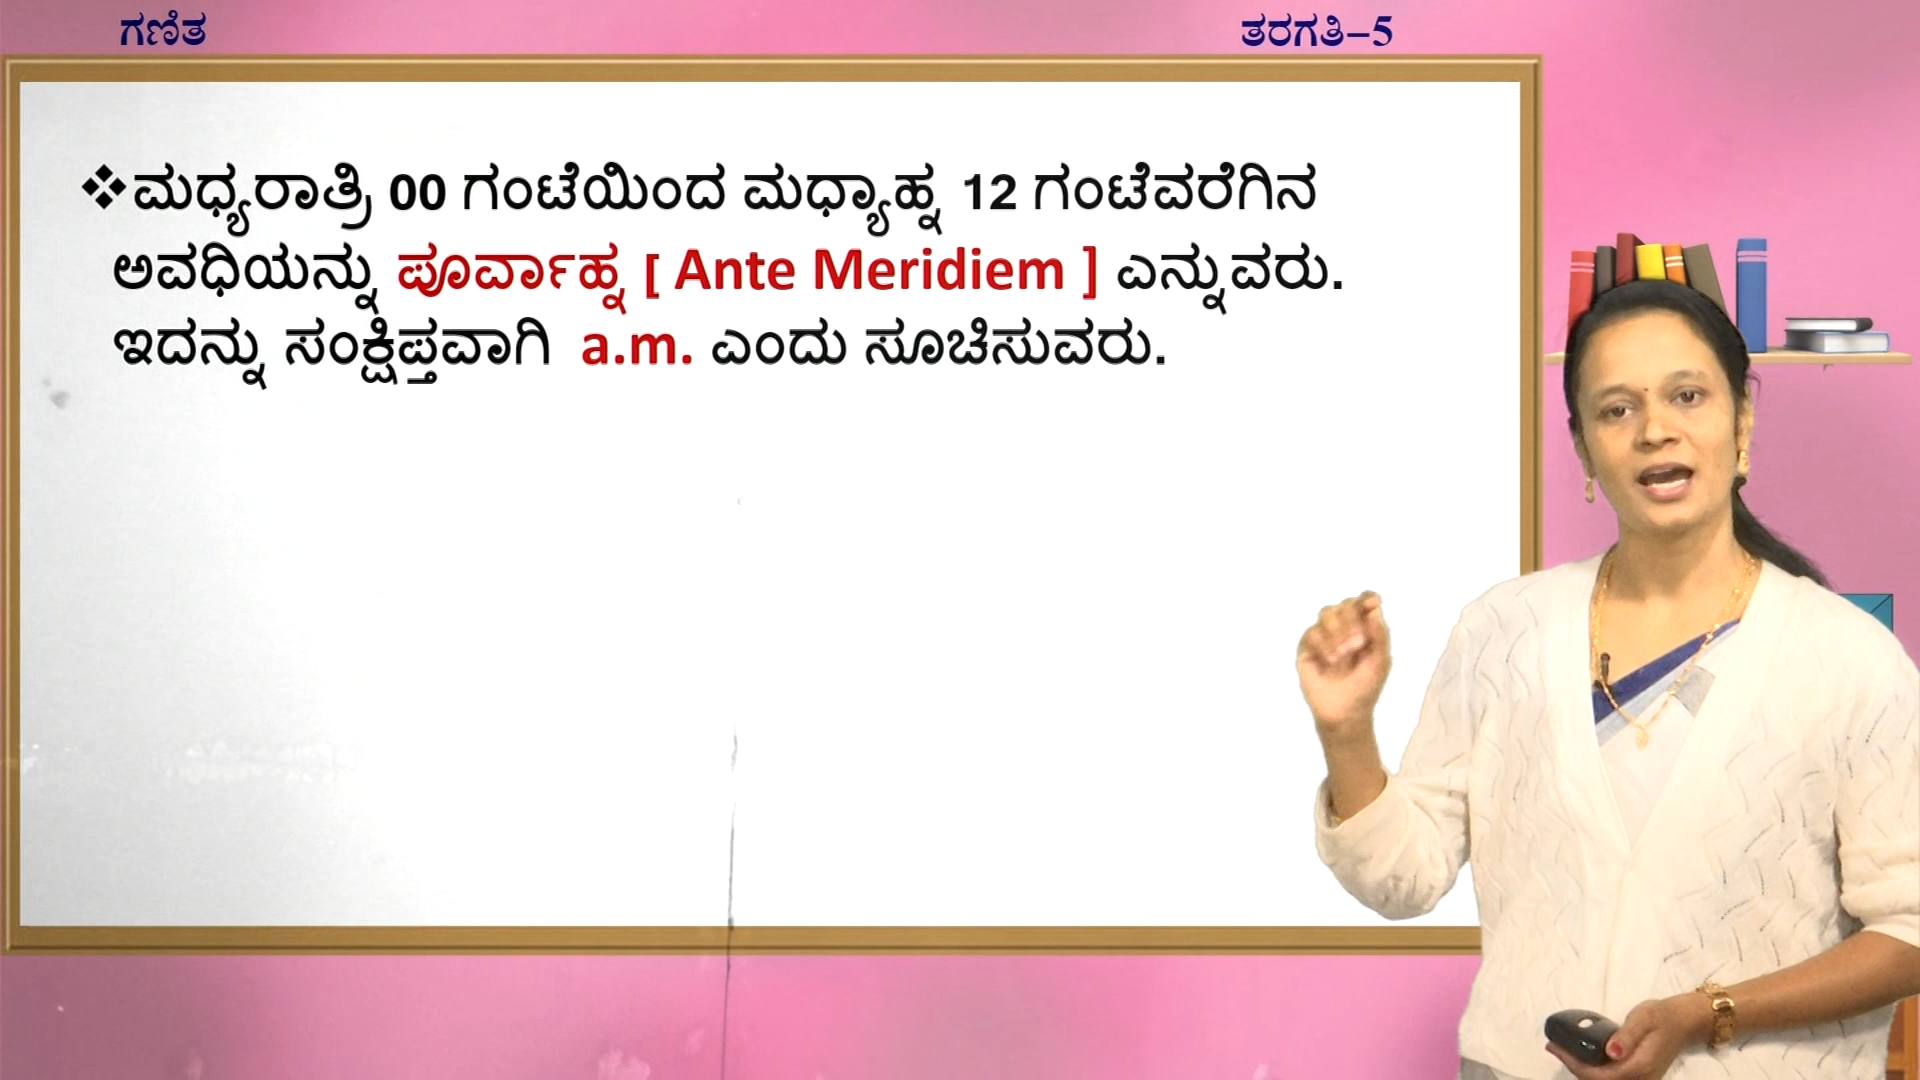 ಗಣಿತ
ತರಗತಿ–5
❖ಮಧ್ಯರಾತ್ರಿ 00 ಗಂಟೆಯಿಂದ ಮಧ್ಯಾಹ್ನ 12 ಗಂಟೆವರೆಗಿನ
ಅವಧಿಯನ್ನು ಪೂರ್ವಾಹ್ನ [ Ante Meridiem ] ಎನ್ನುವರು.
ಇದನ್ನು ಸಂಕ್ಷಿಪ್ತವಾಗಿ a.m. ಎಂದು ಸೂಚಿಸುವರು.